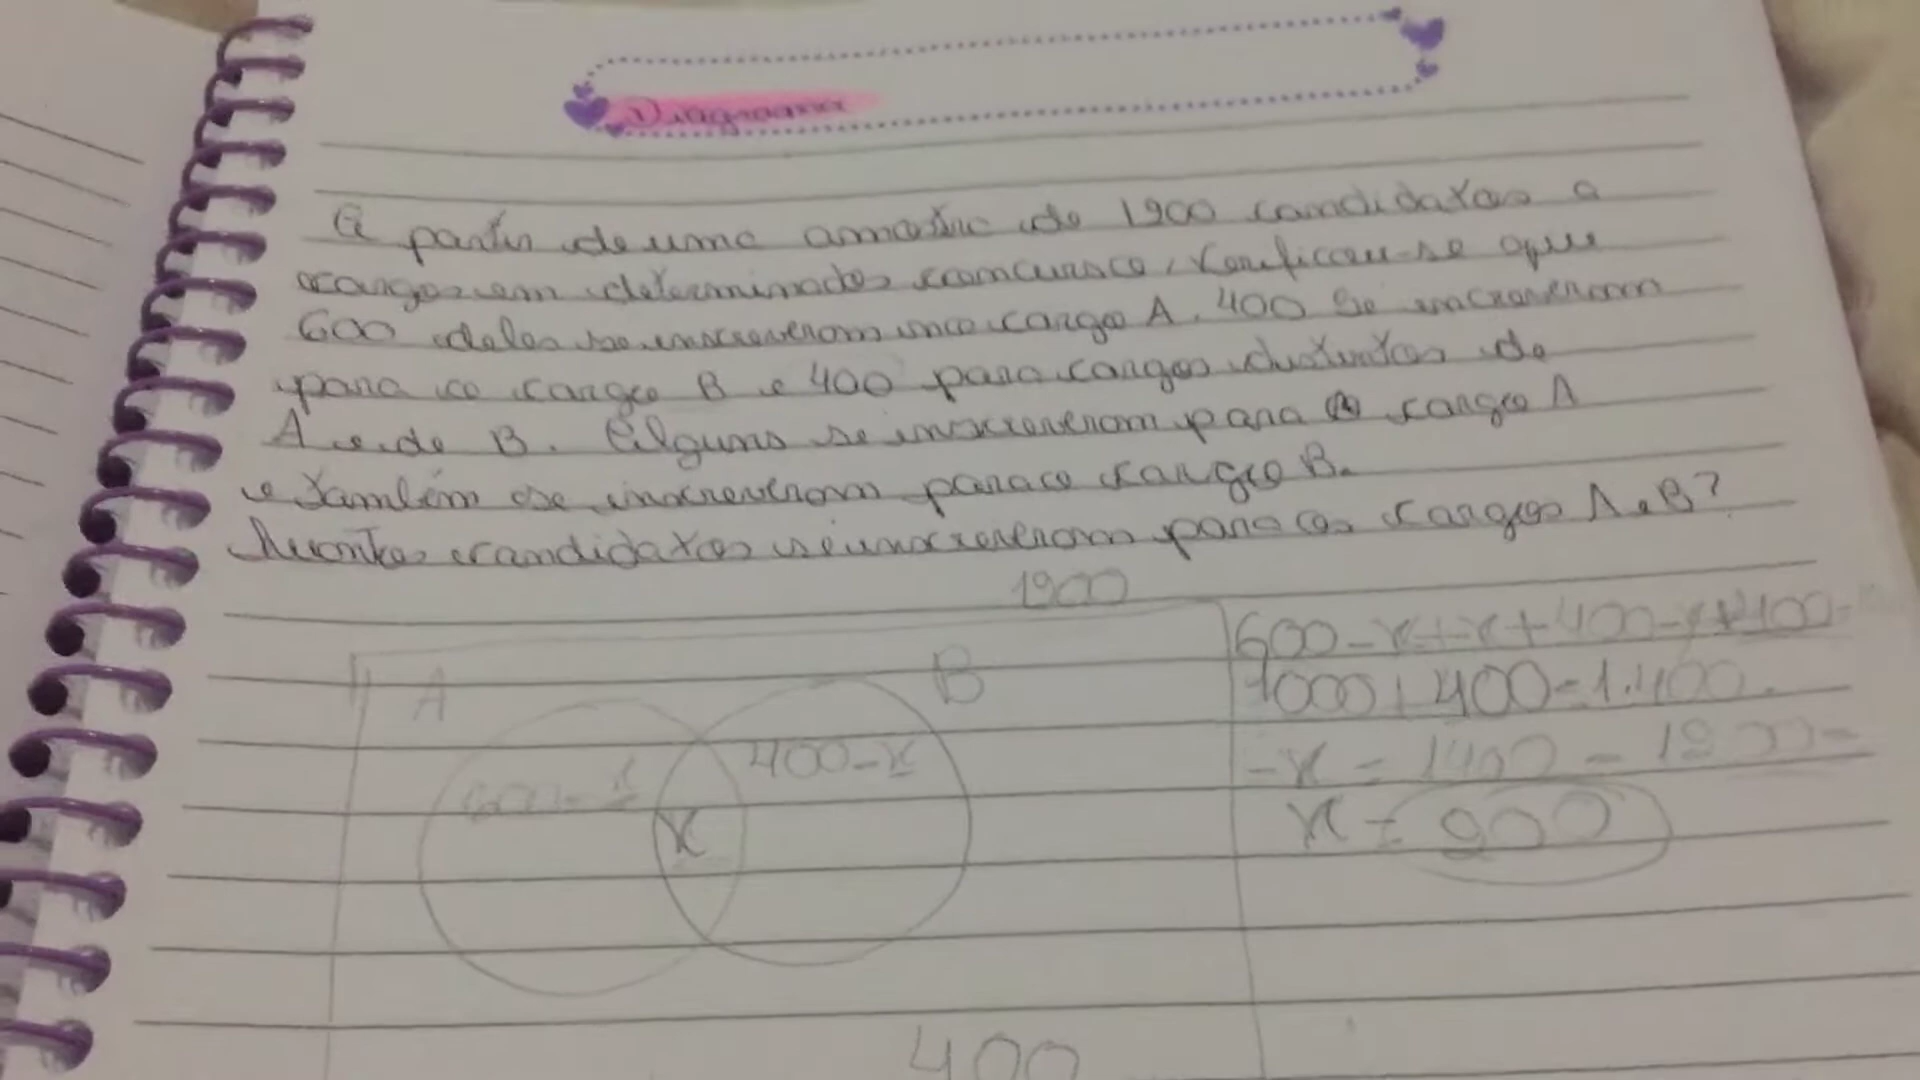 Diagrama
A partir de uma amostra de 1900 candidatos a
cargos em determinados concurso, verificou-se que
600 deles se inscreveram no cargo A, 400 se inscreveram
para o cargo B e 400 para cargos distintos de
A e de B. Alguns se inscreveram para o cargo A
e também se inscreveram para o cargo B.
Quantos candidatos se inscreveram para os cargos A e B?
1900
A
B
600-x
400-x
x
400
600-x+x+400-x+400=
1000+400=1.400
-x = 1400 - 1900=
x = 900